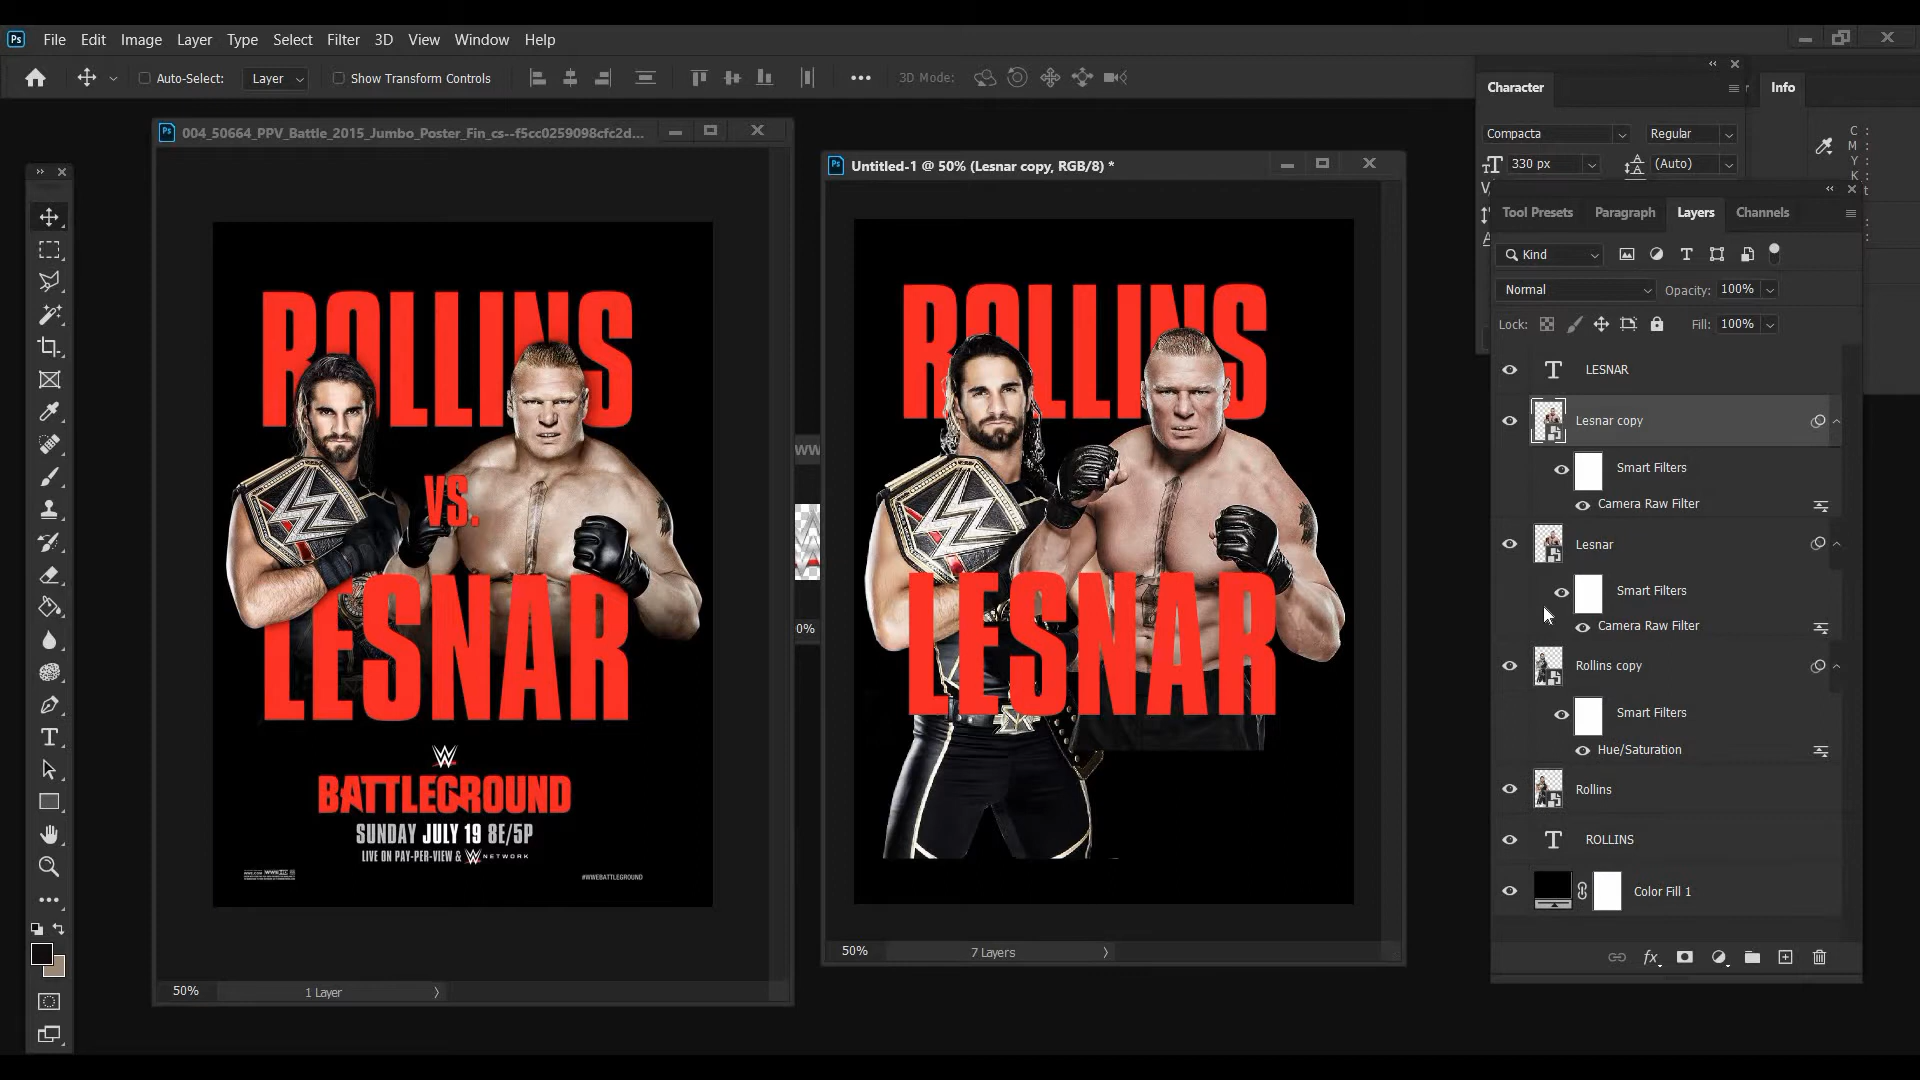 Ps File Edit Image Layer Type Select Filter 3D View Window Help
Auto-Select: Layer Show Transform Controls 3D Mode:
004_50664_PPV_Battle_2015_Jumbo_Poster_Fin_cs--f5cc0259098cfc2d...
ROLLINS
VS.
LESNAR
W
BATTLEGROUND
SUNDAY JULY 19 8E/5P
LIVE ON PAY-PER-VIEW & W NETWORK
#WWEBATTLEGROUND
50% 1 Layer
0%
Untitled-1 @ 50% (Lesnar copy, RGB/8) *
ROLLINS
LESNAR
50% 7 Layers
Character
Info
Compacta Regular
330 px (Auto)
C :
M :
Y :
K :
Tool Presets Paragraph Layers Channels
Kind
Normal Opacity: 100%
Lock: Fill: 100%
T LESNAR
Lesnar copy
Smart Filters
Camera Raw Filter
Lesnar
Smart Filters
Camera Raw Filter
Rollins copy
Smart Filters
Hue/Saturation
Rollins
T ROLLINS
Color Fill 1
fx